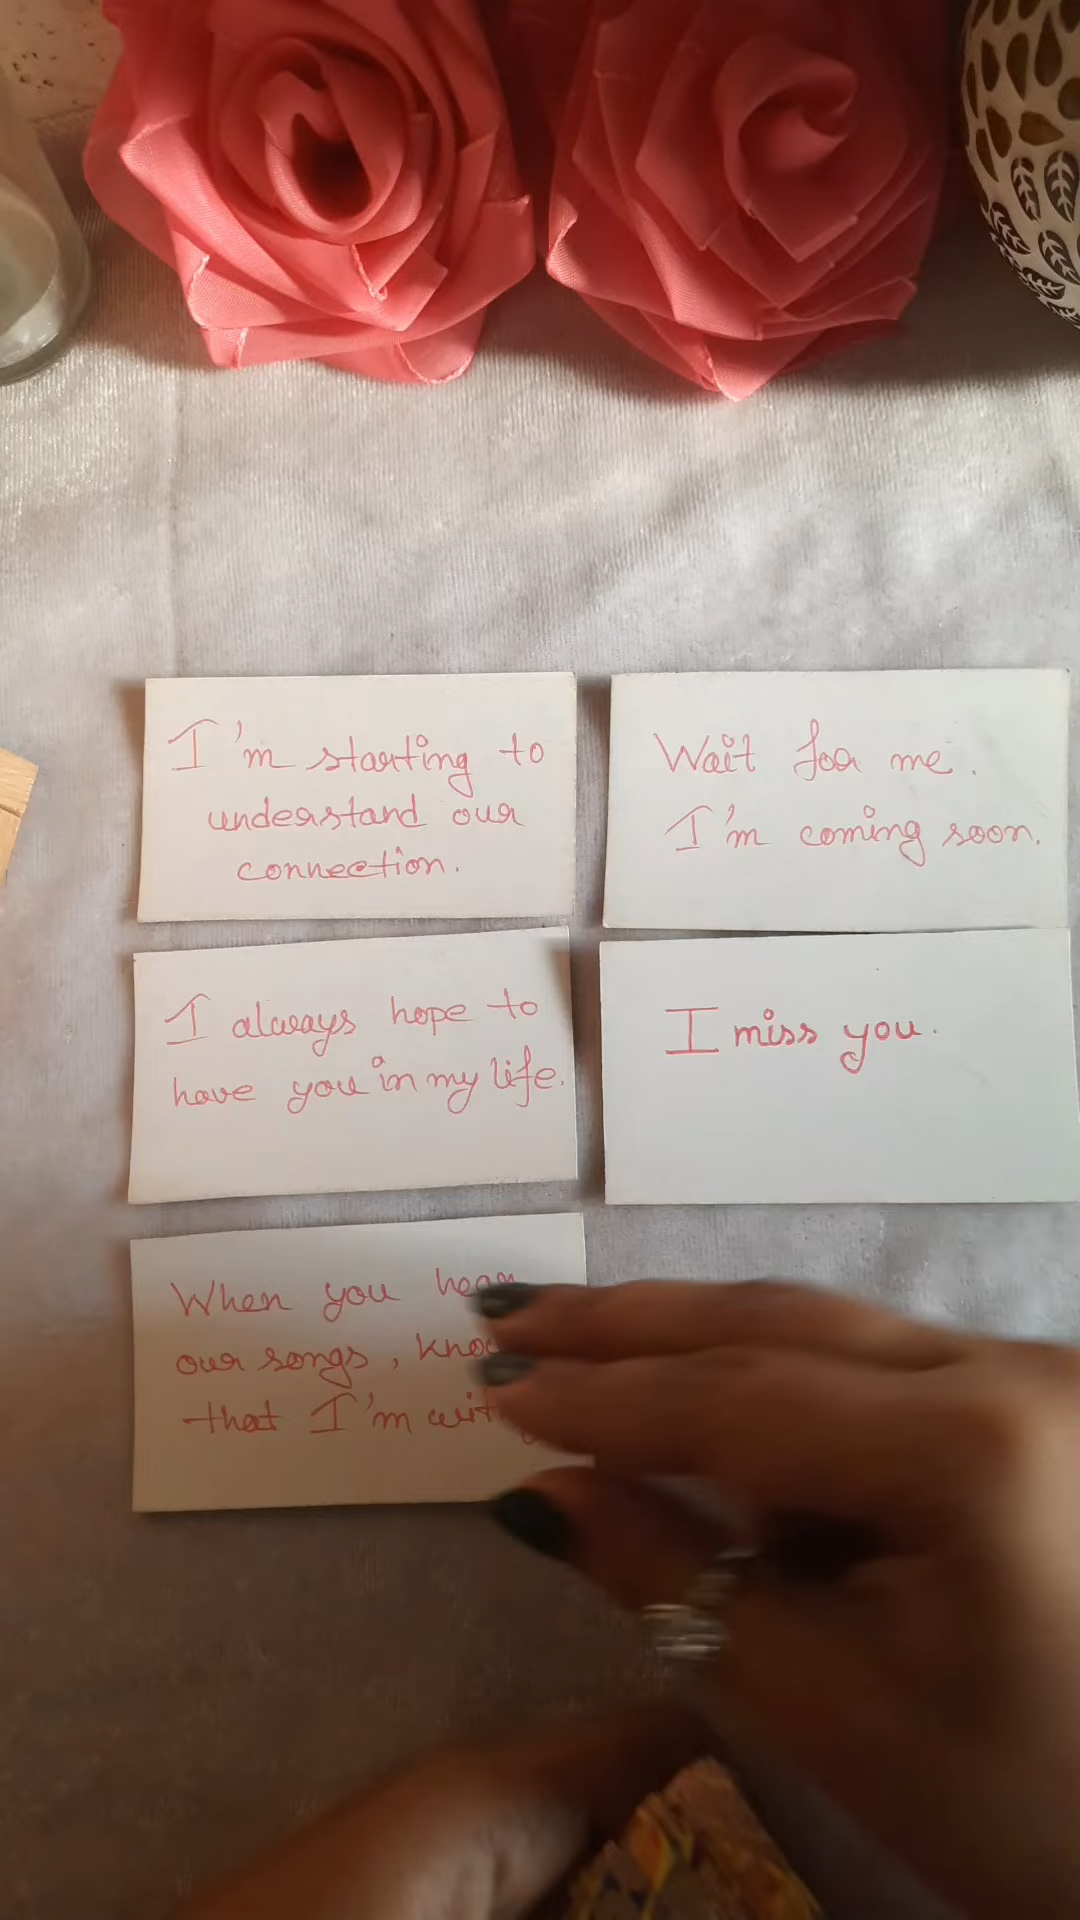 I'm starting to
understand our
connection.
Wait for me.
I'm coming soon.
I always hope to
have you in my life.
I miss you.
When you hear
our songs,
that I'm